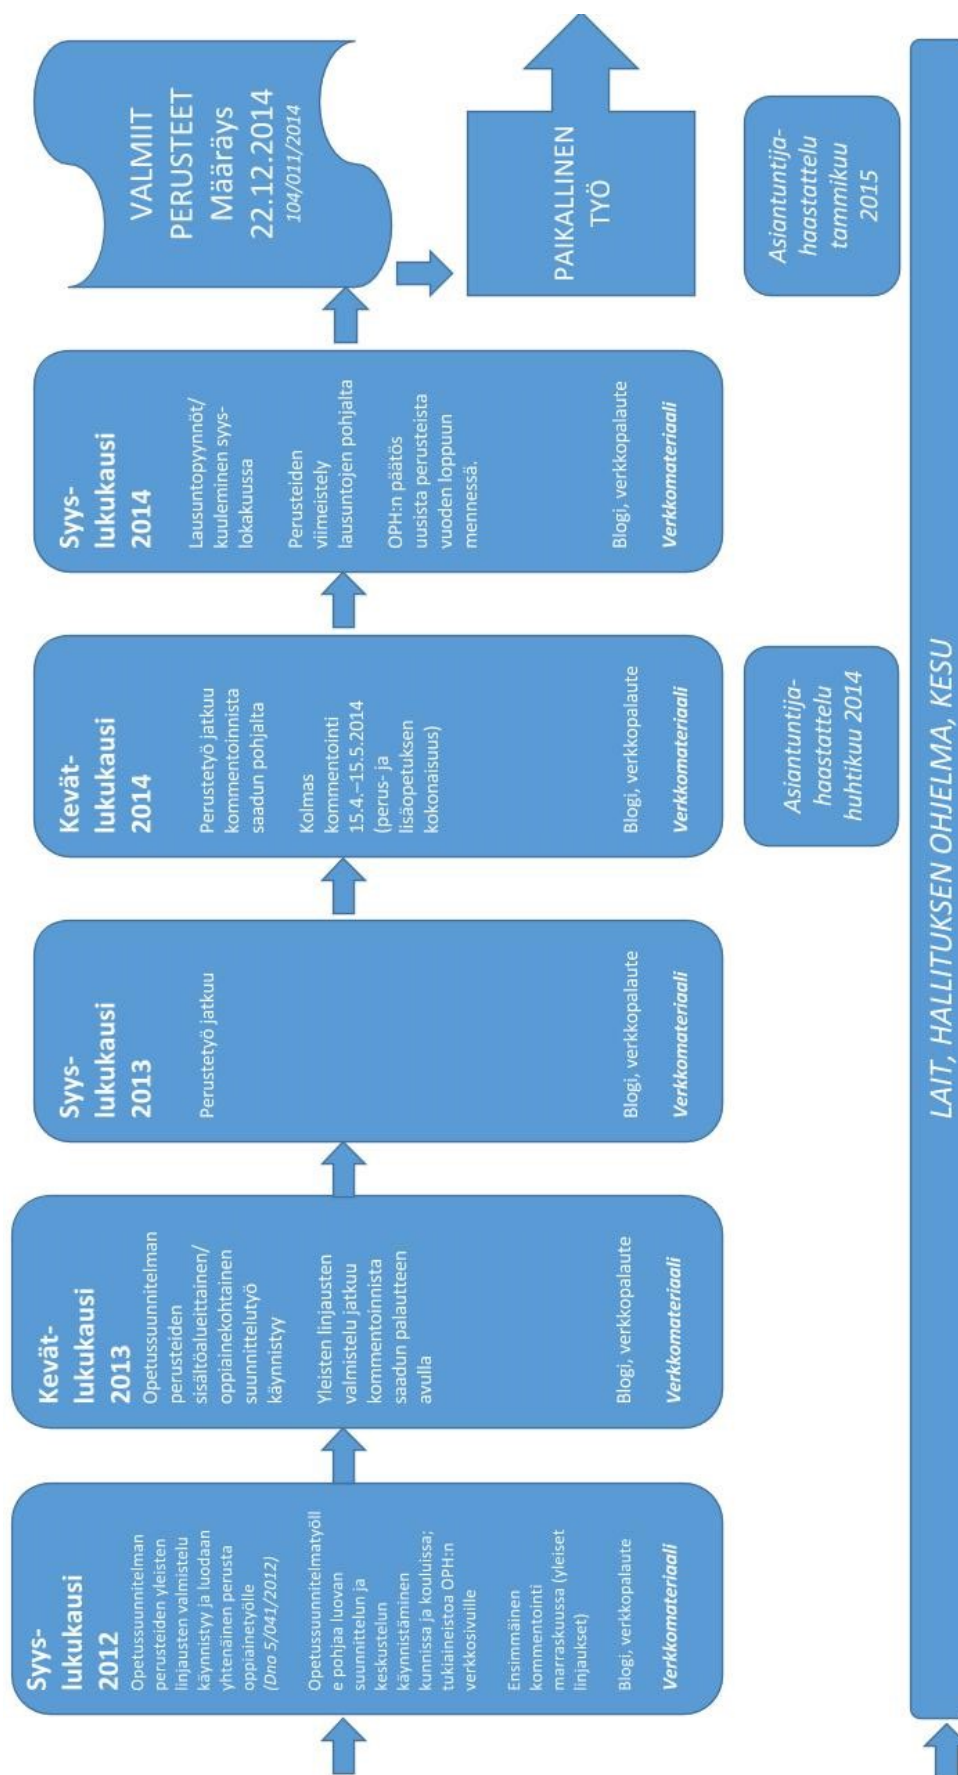 Syys-
lukukausi
2012
Opetussuunnitelman
perusteiden yleisten
linjausten valmistelu
käynnistyy ja luodaan
yhtenäinen perusta
oppiainetyölle
(Dno 5/041/2012)
Opetussuunnitelmatyöll
e pohjaa luovan
suunnittelun ja
keskustelun
käynnistäminen
kunnissa ja kouluissa;
tukiaineistoa OPH:n
verkkosivuille
Ensimmäinen
kommentointi
marraskuussa (yleiset
linjaukset)
Blogi, verkkopalaute
Verkkomateriaali
Kevät-
lukukausi
2013
Opetussuunnitelman
perusteiden
sisältöalueittainen/
oppiainekohtainen
suunnittelutyö
käynnistyy
Yleisten linjausten
valmistelu jatkuu
kommentoinnista
saadun palautteen
avulla
Blogi, verkkopalaute
Verkkomateriaali
Syys-
lukukausi
2013
Perustetyö jatkuu
Blogi, verkkopalaute
Verkkomateriaali
Kevät-
lukukausi
2014
Perustetyö jatkuu
kommentoinnista
saadun pohjalta
Kolmas
kommentointi
15.4.–15.5.2014
(perus- ja
lisäopetuksen
kokonaisuus)
Blogi, verkkopalaute
Verkkomateriaali
Syys-
lukukausi
2014
Lausuntopyynnöt/
kuuleminen syys-
lokakuussa
Perusteiden
viimeistely
lausuntojen pohjalta
OPH:n päätös
uusista perusteista
vuoden loppuun
mennessä.
Blogi, verkkopalaute
Verkkomateriaali
VALMIIT
PERUSTEET
Määräys
22.12.2014
104/011/2014
PAIKALLINEN
TYÖ
Asiantuntija-
haastattelu
huhtikuu 2014
Asiantuntija-
haastattelu
tammikuu
2015
LAIT, HALLITUKSEN OHJELMA, KESU